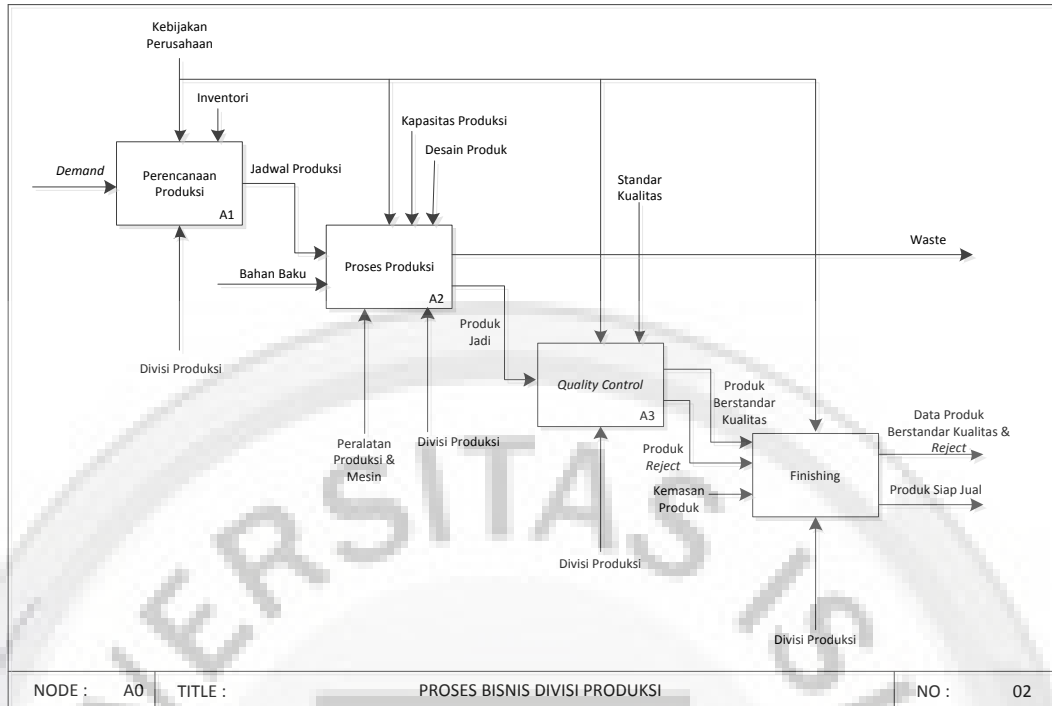 Kebijakan
Perusahaan
Inventori
Kapasitas Produksi
Desain Produk
Demand
Perencanaan
Produksi
A1
Jadwal Produksi
Standar
Kualitas
Bahan Baku
Proses Produksi
A2
Waste
Divisi Produksi
Produk
Jadi
Quality Control
A3
Produk
Berstandar
Kualitas
Peralatan
Produksi &
Mesin
Divisi Produksi
Produk
Reject
Kemasan
Produk
Finishing
Data Produk
Berstandar Kualitas &
Reject
Produk Siap Jual
Divisi Produksi
Divisi Produksi
NODE : A0 TITLE : PROSES BISNIS DIVISI PRODUKSI NO : 02
ERSITAS IS